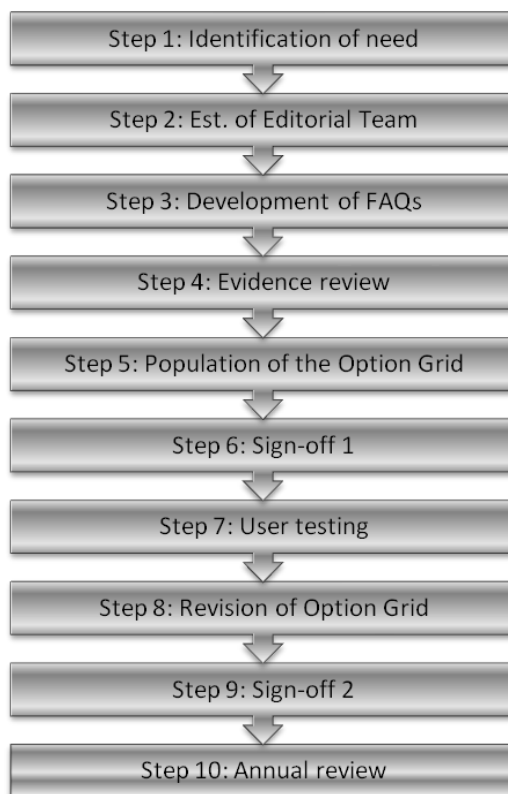 Step 1: Identification of need
Step 2: Est. of Editorial Team
Step 3: Development of FAQs
Step 4: Evidence review
Step 5: Population of the Option Grid
Step 6: Sign-off 1
Step 7: User testing
Step 8: Revision of Option Grid
Step 9: Sign-off 2
Step 10: Annual review